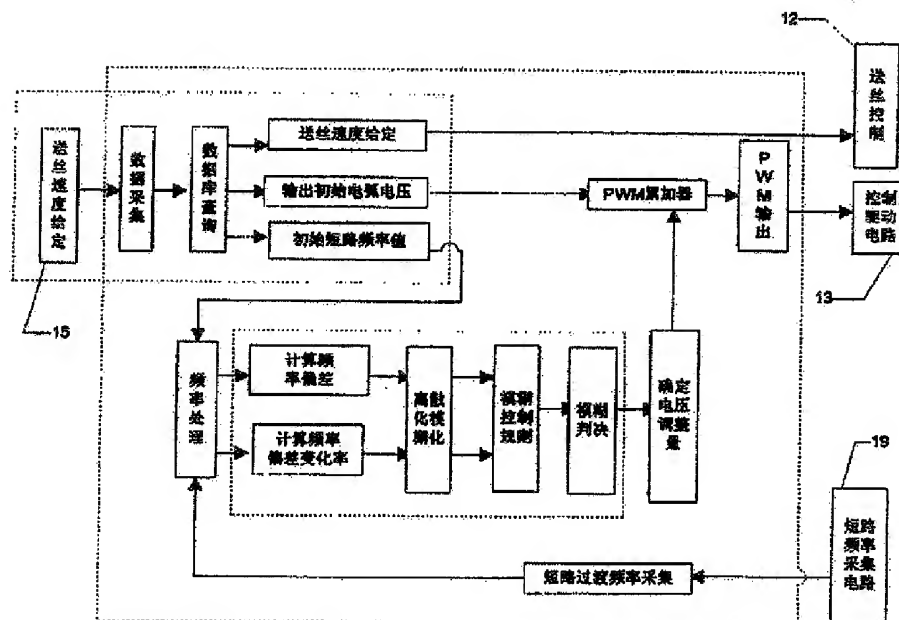 12
送丝控制
送丝速度给定
数据采集
数据库查询
送丝速度给定
输出初始电弧电压
初始短路频率值
PWM累加器
PWM输出
控制
驱动
电路
13
15
频率处理
计算频
率偏差
计算频率
偏差变化率
离散
化模
糊化
模糊
控制
规则
模糊
判决
确定
电压
调整
量
19
短路
频率
采集
电路
短路过渡频率采集